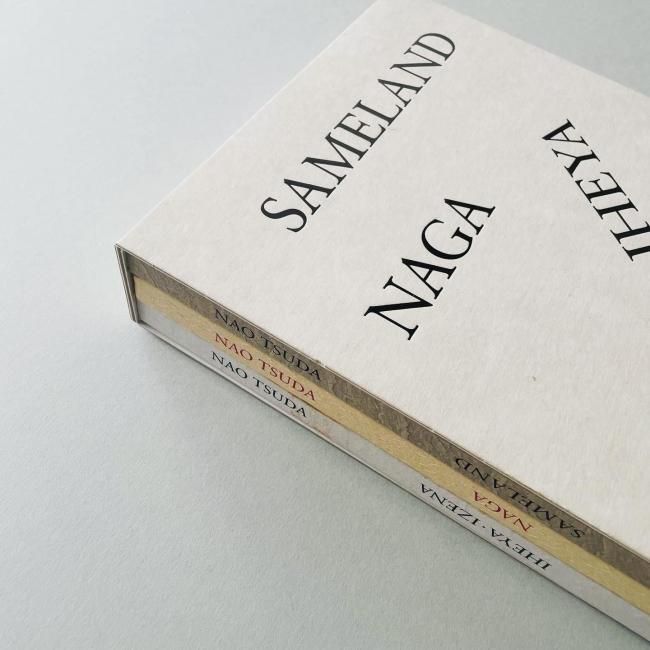 SAMELAND
IHEYA
NAGA
NAO TSUDA
SAMELAND
NAO TSUDA
NAGA
NAO TSUDA
IHEYA · IZENA